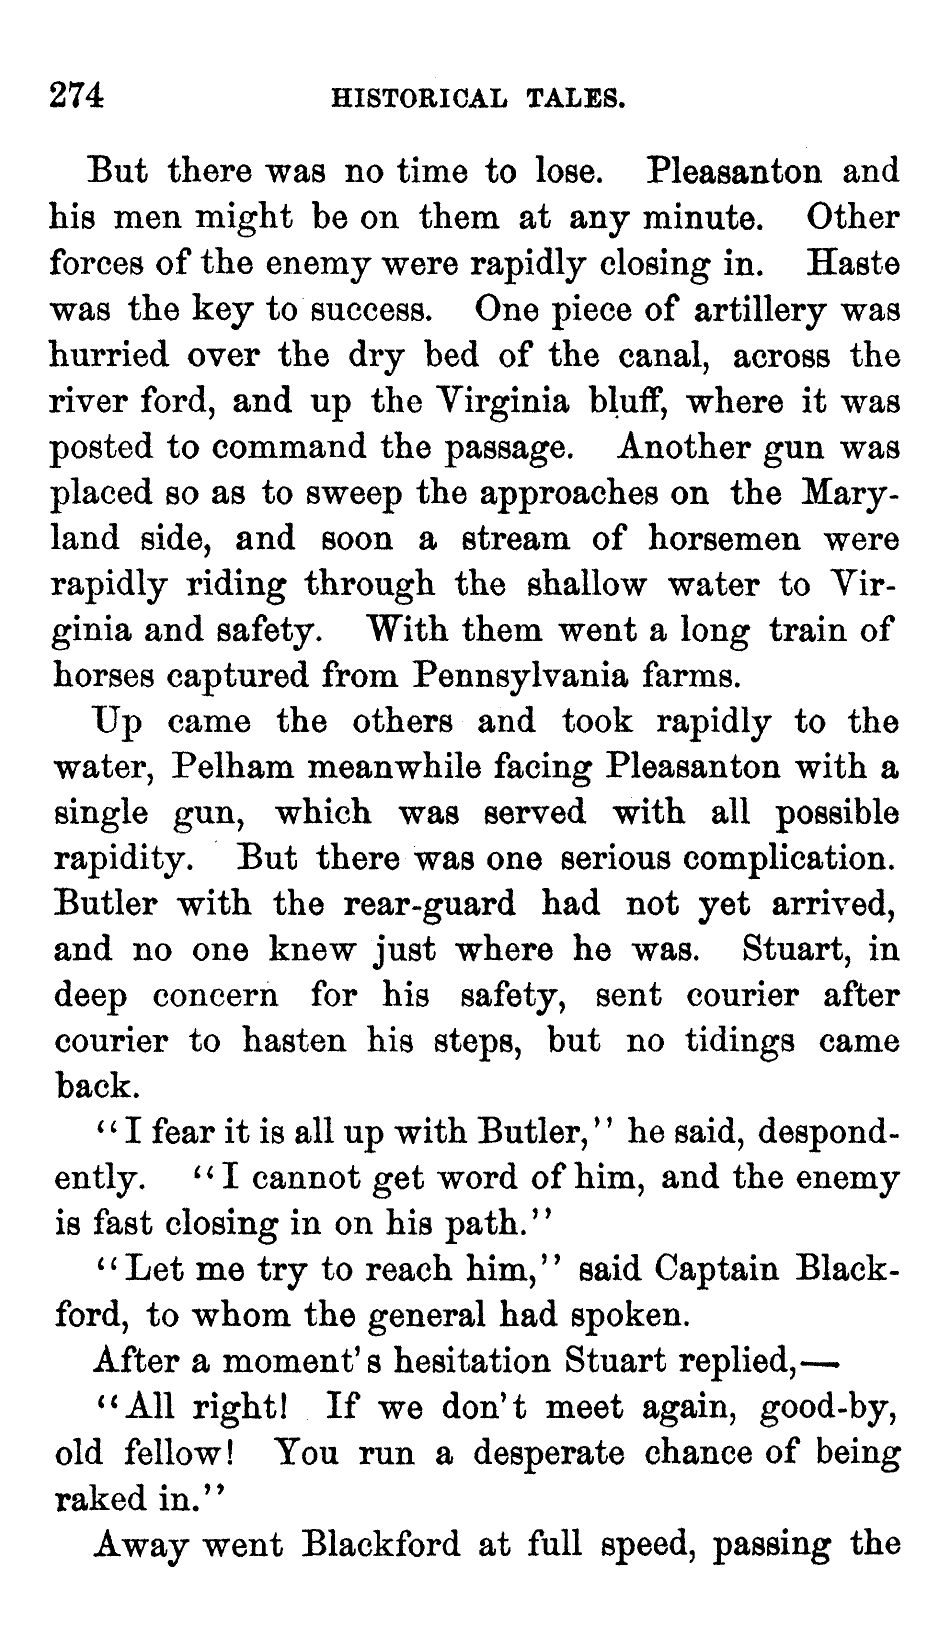 274 HISTORICAL TALES.
But there was no time to lose. Pleasanton and
his men might be on them at any minute. Other
forces of the enemy were rapidly closing in. Haste
was the key to success. One piece of artillery was
hurried over the dry bed of the canal, across the
river ford, and up the Virginia bluff, where it was
posted to command the passage. Another gun was
placed so as to sweep the approaches on the Mary-
land side, and soon a stream of horsemen were
rapidly riding through the shallow water to Vir-
ginia and safety. With them went a long train of
horses captured from Pennsylvania farms.
Up came the others and took rapidly to the
water, Pelham meanwhile facing Pleasanton with a
single gun, which was served with all possible
rapidity. But there was one serious complication.
Butler with the rear-guard had not yet arrived,
and no one knew just where he was. Stuart, in
deep concern for his safety, sent courier after
courier to hasten his steps, but no tidings came
back.
"I fear it is all up with Butler," he said, despond-
ently. "I cannot get word of him, and the enemy
is fast closing in on his path."
"Let me try to reach him," said Captain Black-
ford, to whom the general had spoken.
After a moment's hesitation Stuart replied,—
"All right! If we don't meet again, good-by,
old fellow! You run a desperate chance of being
raked in."
Away went Blackford at full speed, passing the